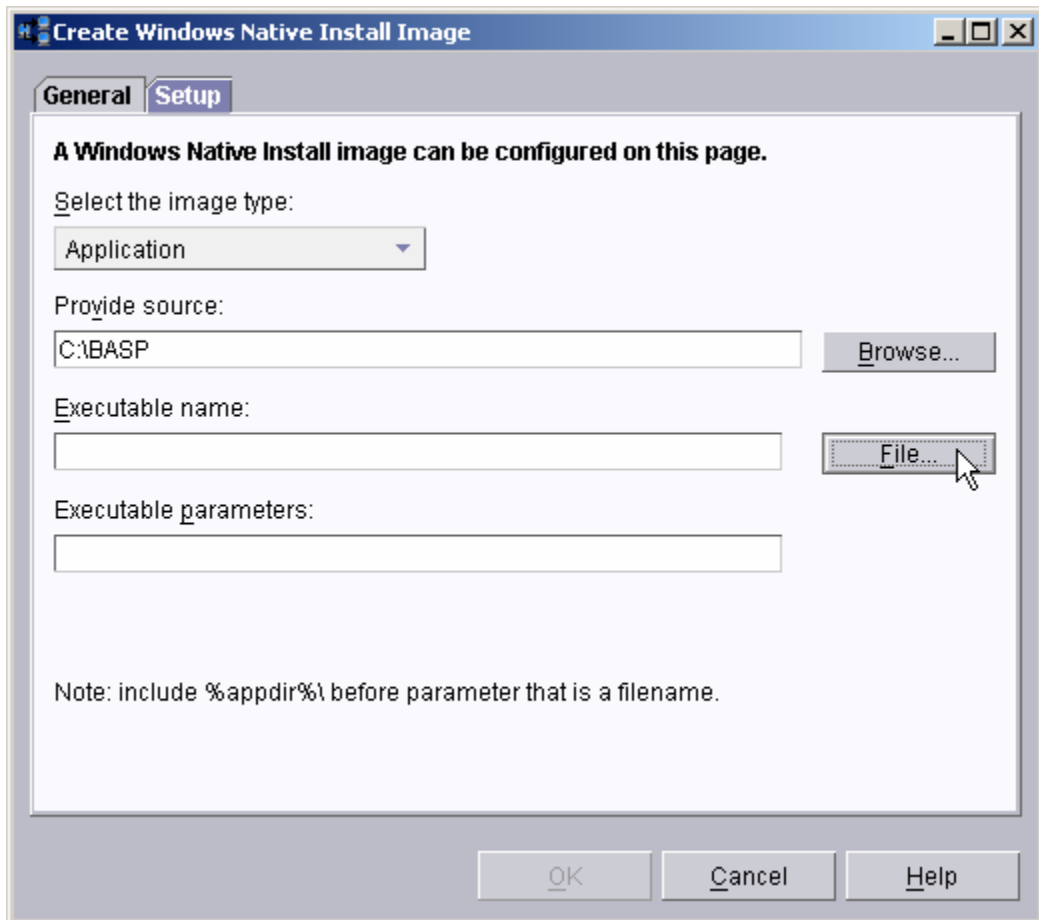 Create Windows Native Install Image
General Setup
A Windows Native Install image can be configured on this page.
Select the image type:
Application
Provide source:
C:\BASP
Browse...
Executable name:
File...
Executable parameters:
Note: include %appdir%\ before parameter that is a filename.
OK Cancel Help